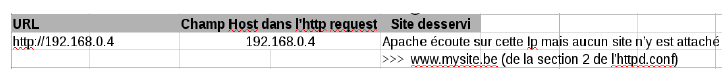 URL Champ Host dans l'http request Site desservi
http://192.168.0.4 192.168.0.4 Apache écoute sur cette Ip mais aucun site n'y est attaché
>>> www.mysite.be (de la section 2 de l'httpd.conf)